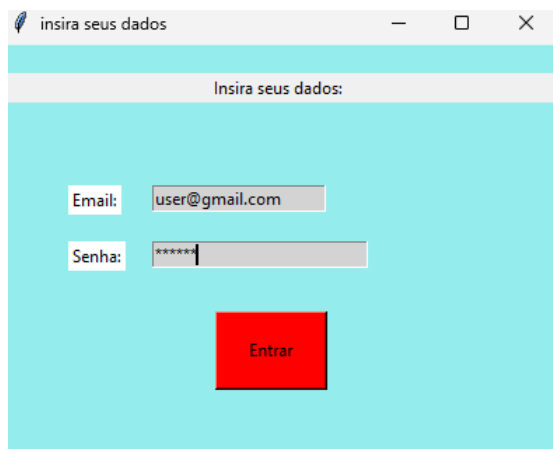 insira seus dados
Insira seus dados:
Email: user@gmail.com
Senha: ******
Entrar